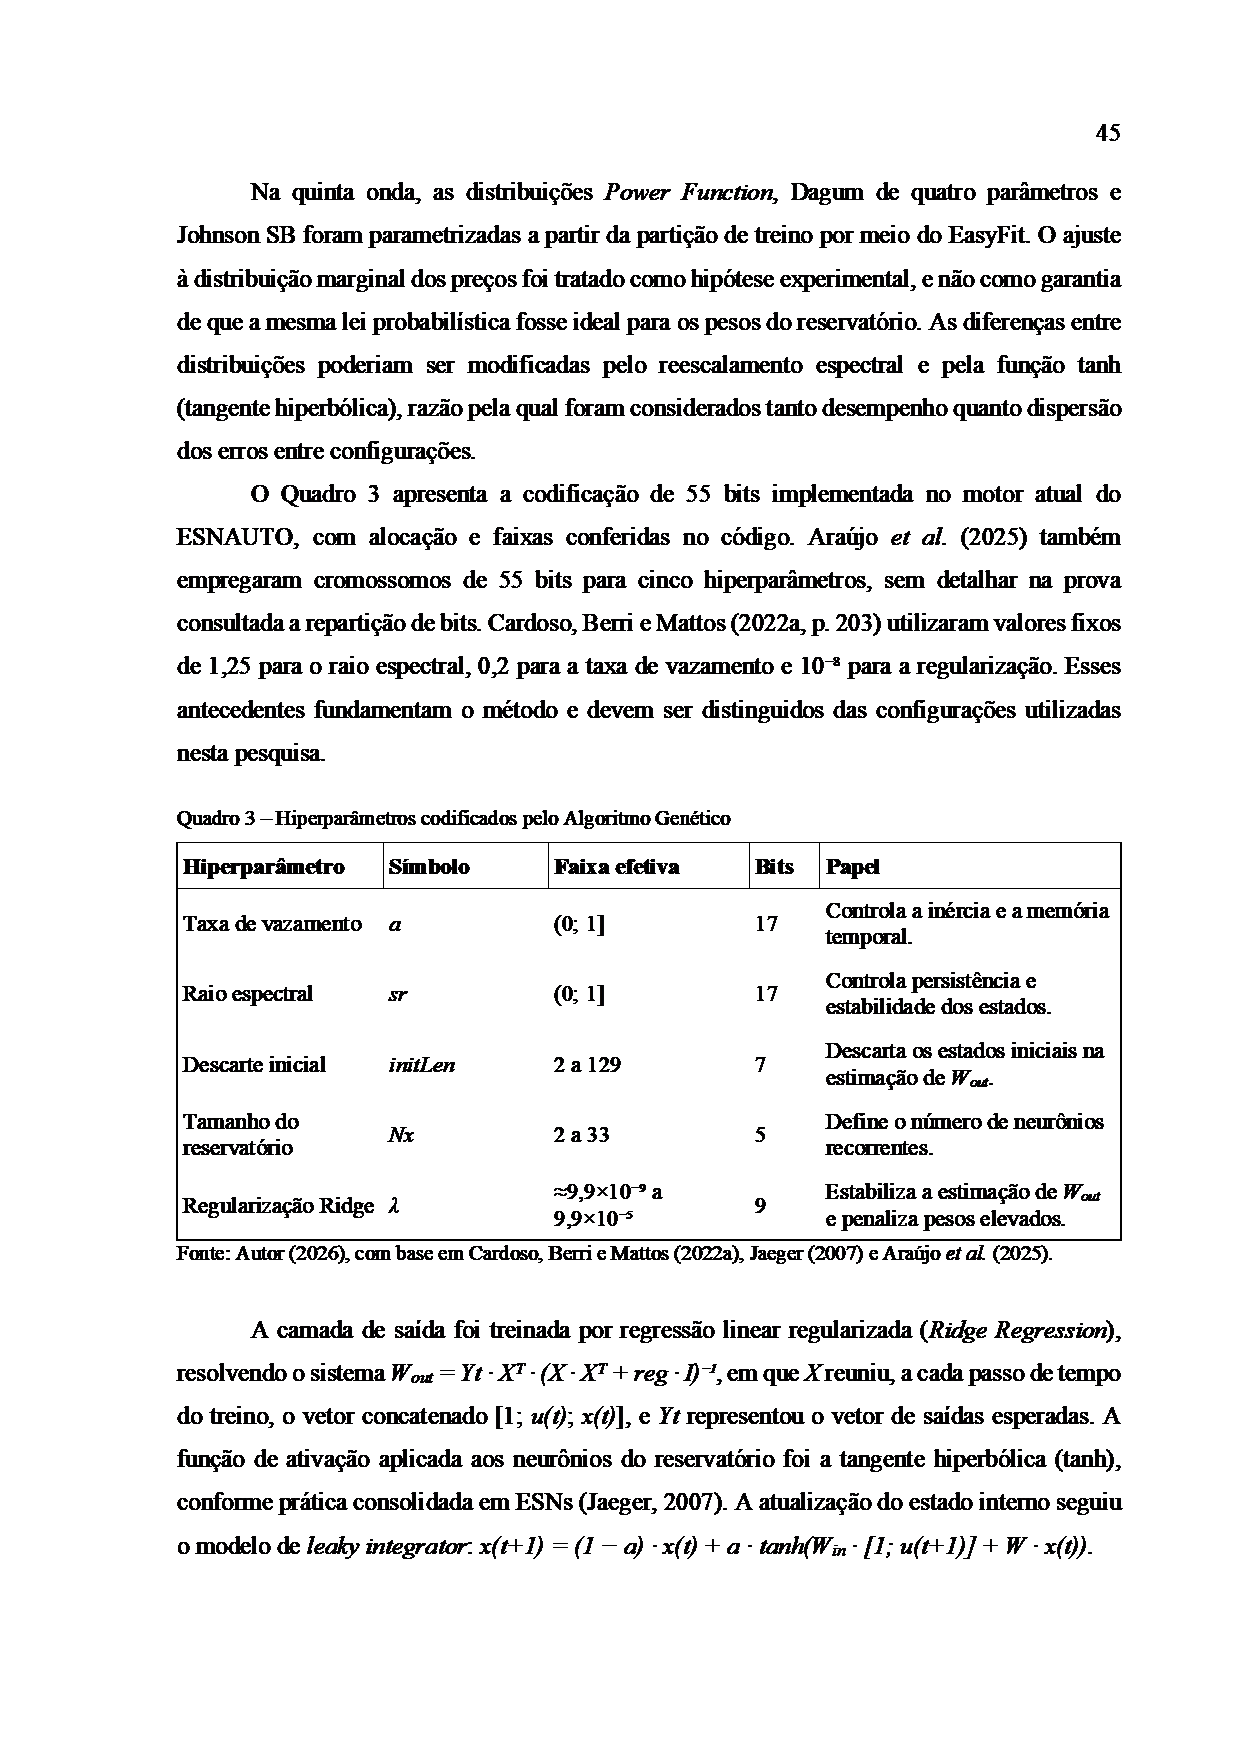 45
Na quinta onda, as distribuições Power Function, Dagum de quatro parâmetros e
Johnson SB foram parametrizadas a partir da partição de treino por meio do EasyFit. O ajuste
à distribuição marginal dos preços foi tratado como hipótese experimental, e não como garantia
de que a mesma lei probabilística fosse ideal para os pesos do reservatório. As diferenças entre
distribuições poderiam ser modificadas pelo reescalamento espectral e pela função tanh
(tangente hiperbólica), razão pela qual foram considerados tanto desempenho quanto dispersão
dos erros entre configurações.
O Quadro 3 apresenta a codificação de 55 bits implementada no motor atual do
ESNAUTO, com alocação e faixas conferidas no código. Araújo et al. (2025) também
empregaram cromossomos de 55 bits para cinco hiperparâmetros, sem detalhar na prova
consultada a repartição de bits. Cardoso, Berri e Mattos (2022a, p. 203) utilizaram valores fixos
de 1,25 para o raio espectral, 0,2 para a taxa de vazamento e 10⁻⁸ para a regularização. Esses
antecedentes fundamentam o método e devem ser distinguidos das configurações utilizadas
nesta pesquisa.
Quadro 3 – Hiperparâmetros codificados pelo Algoritmo Genético
Hiperparâmetro Símbolo Faixa efetiva Bits Papel
Taxa de vazamento a (0; 1] 17 Controla a inércia e a memória
temporal.
Raio espectral sr (0; 1] 17 Controla persistência e
estabilidade dos estados.
Descarte inicial initLen 2 a 129 7 Descarta os estados iniciais na
estimação de Wout.
Tamanho do
reservatório Nx 2 a 33 5 Define o número de neurônios
recorrentes.
Regularização Ridge λ ≈9,9×10⁻⁹ a
9,9×10⁻⁵ 9 Estabiliza a estimação de Wout
e penaliza pesos elevados.
Fonte: Autor (2026), com base em Cardoso, Berri e Mattos (2022a), Jaeger (2007) e Araújo et al. (2025).
A camada de saída foi treinada por regressão linear regularizada (Ridge Regression),
resolvendo o sistema Wout = Yt · Xᵀ · (X · Xᵀ + reg · I)⁻¹, em que X reuniu, a cada passo de tempo
do treino, o vetor concatenado [1; u(t); x(t)], e Yt representou o vetor de saídas esperadas. A
função de ativação aplicada aos neurônios do reservatório foi a tangente hiperbólica (tanh),
conforme prática consolidada em ESNs (Jaeger, 2007). A atualização do estado interno seguiu
o modelo de leaky integrator: x(t+1) = (1 − a) · x(t) + a · tanh(Win · [1; u(t+1)] + W · x(t)).